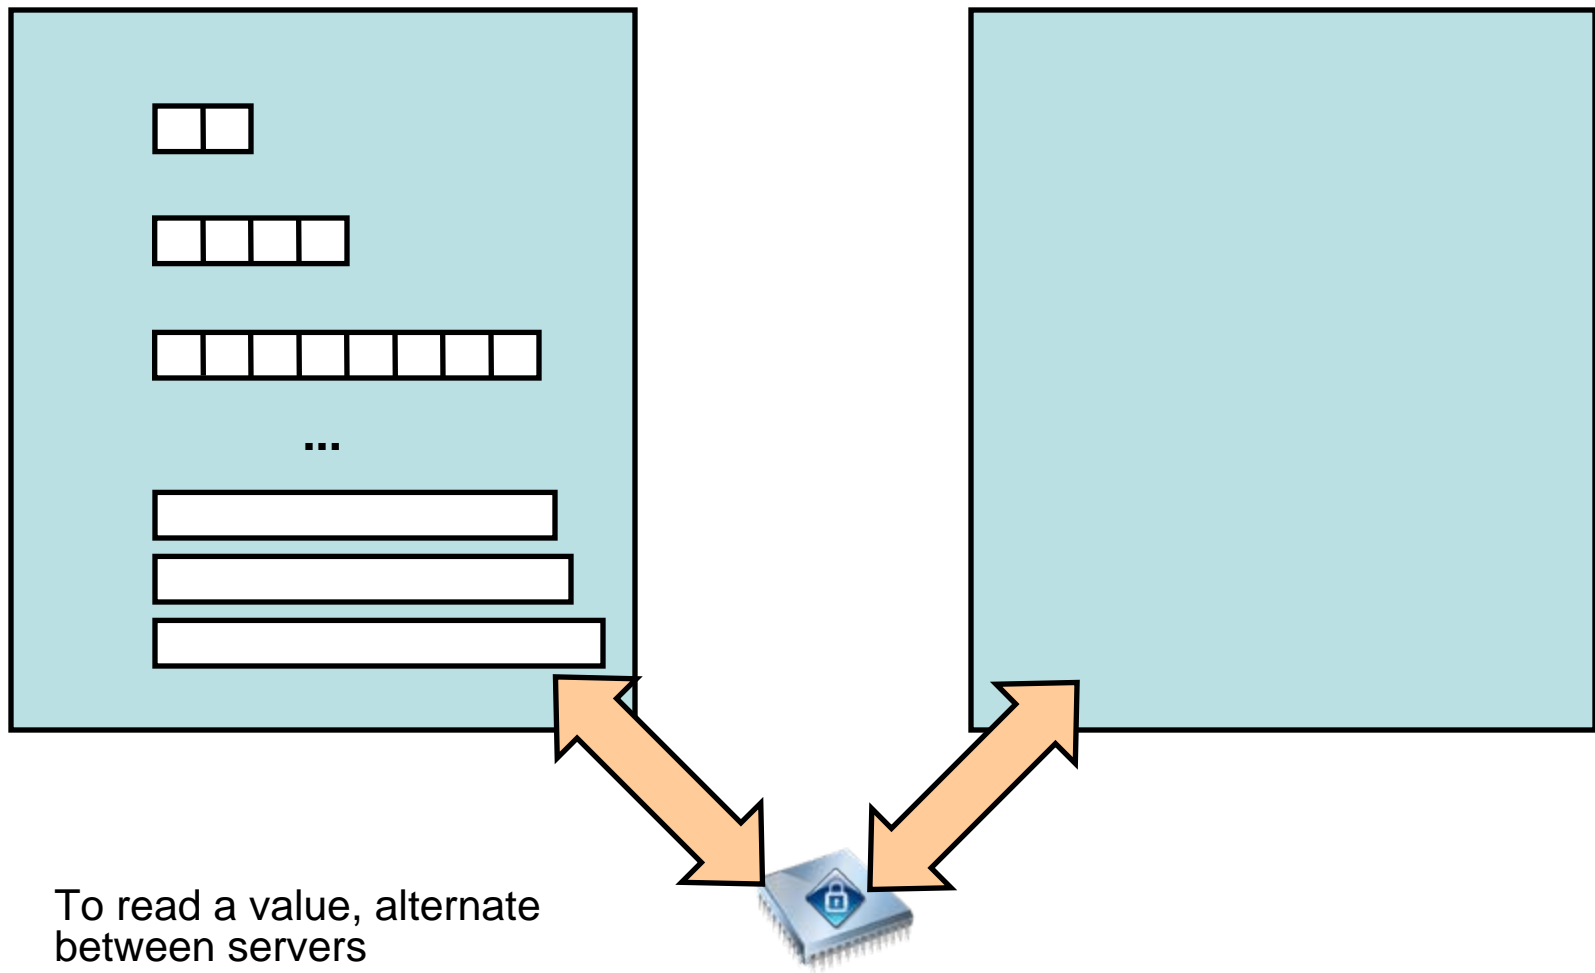 ...
To read a value, alternate
between servers